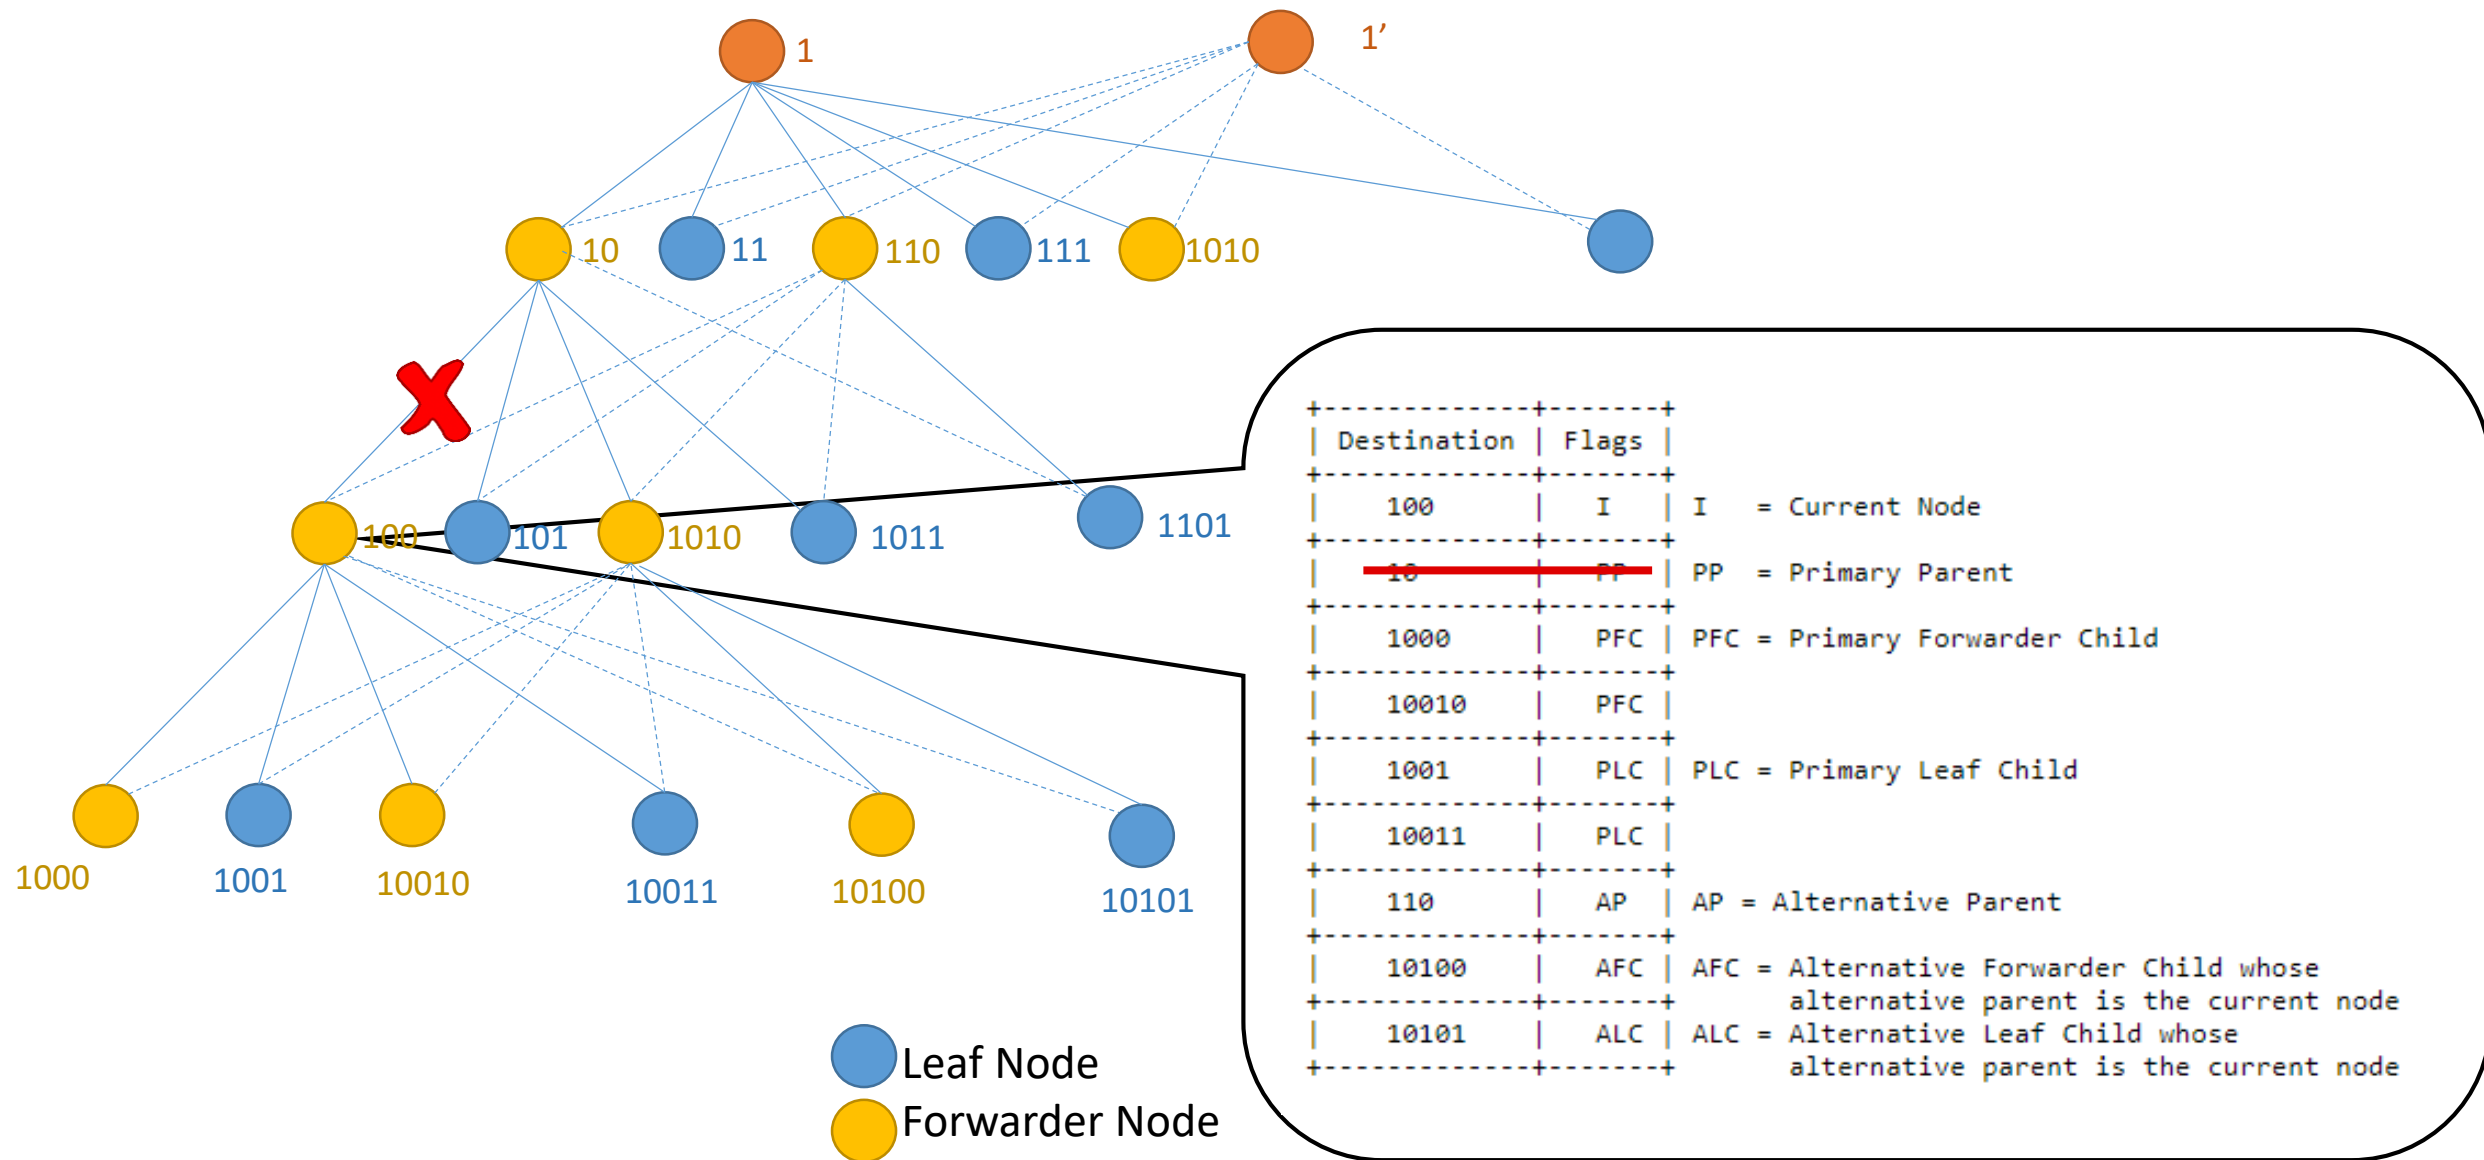 1
1’
10
11
110
111
1010
100
101
1010
1011
1101
1000
1001
10010
10011
10100
10101
Leaf Node
Forwarder Node
+-------------+-------+
| Destination | Flags |
+-------------+-------+
| 100 | I | I = Current Node
+-------------+-------+
| 10 | PP | PP = Primary Parent
+-------------+-------+
| 1000 | PFC | PFC = Primary Forwarder Child
+-------------+-------+
| 10010 | PFC |
+-------------+-------+
| 1001 | PLC | PLC = Primary Leaf Child
+-------------+-------+
| 10011 | PLC |
+-------------+-------+
| 110 | AP | AP = Alternative Parent
+-------------+-------+
| 10100 | AFC | AFC = Alternative Forwarder Child whose
+-------------+-------+ alternative parent is the current node
| 10101 | ALC | ALC = Alternative Leaf Child whose
+-------------+-------+ alternative parent is the current node